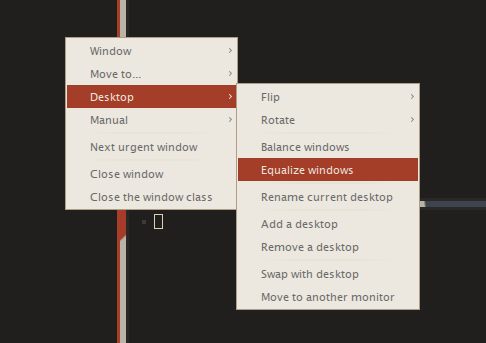 Window
Move to...
Desktop
Manual
Next urgent window
Close window
Close the window class
Flip
Rotate
Balance windows
Equalize windows
Rename current desktop
Add a desktop
Remove a desktop
Swap with desktop
Move to another monitor